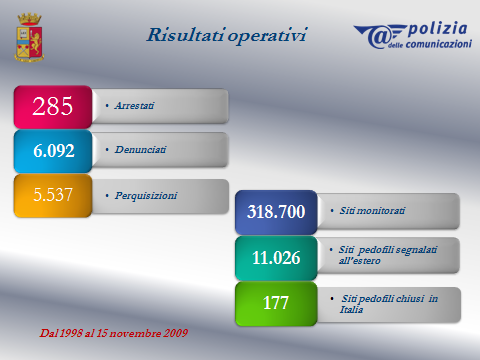 Risultati operativi
polizia
delle comunicazioni
285
• Arrestati
6.092
• Denunciati
5.537
• Perquisizioni
318.700
• Siti monitorati
11.026
• Siti pedofili segnalati
all'estero
177
• Siti pedofili chiusi in
Italia
Dal 1998 al 15 novembre 2009